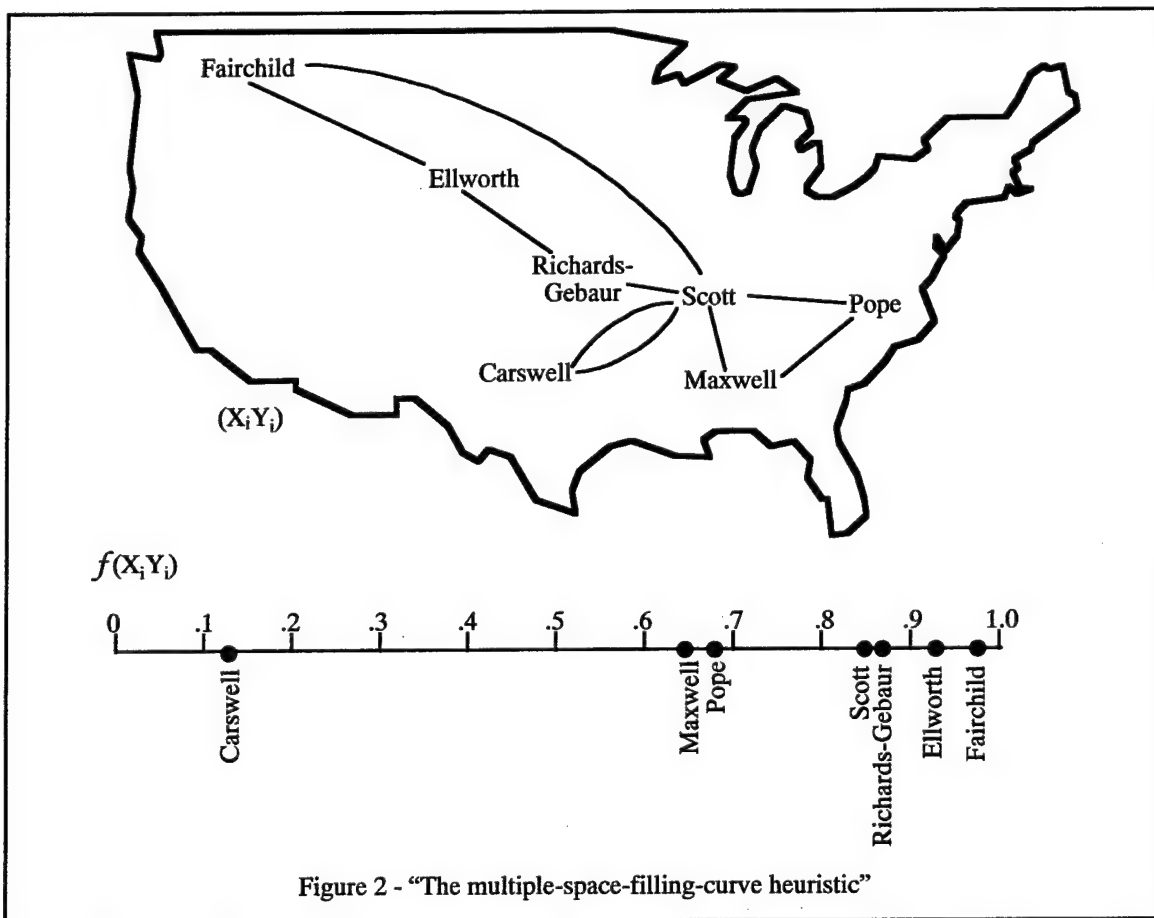 Fairchild
Ellworth
Richards-
Gebaur
Scott
Pope
Carswell
Maxwell
(XiYi)
f(XiYi)
0 .1 .2 .3 .4 .5 .6 .7 .8 .9 1.0
Carswell
Maxwell
Pope
Scott
Richards-Gebaur
Ellworth
Fairchild
Figure 2 - “The multiple-space-filling-curve heuristic”